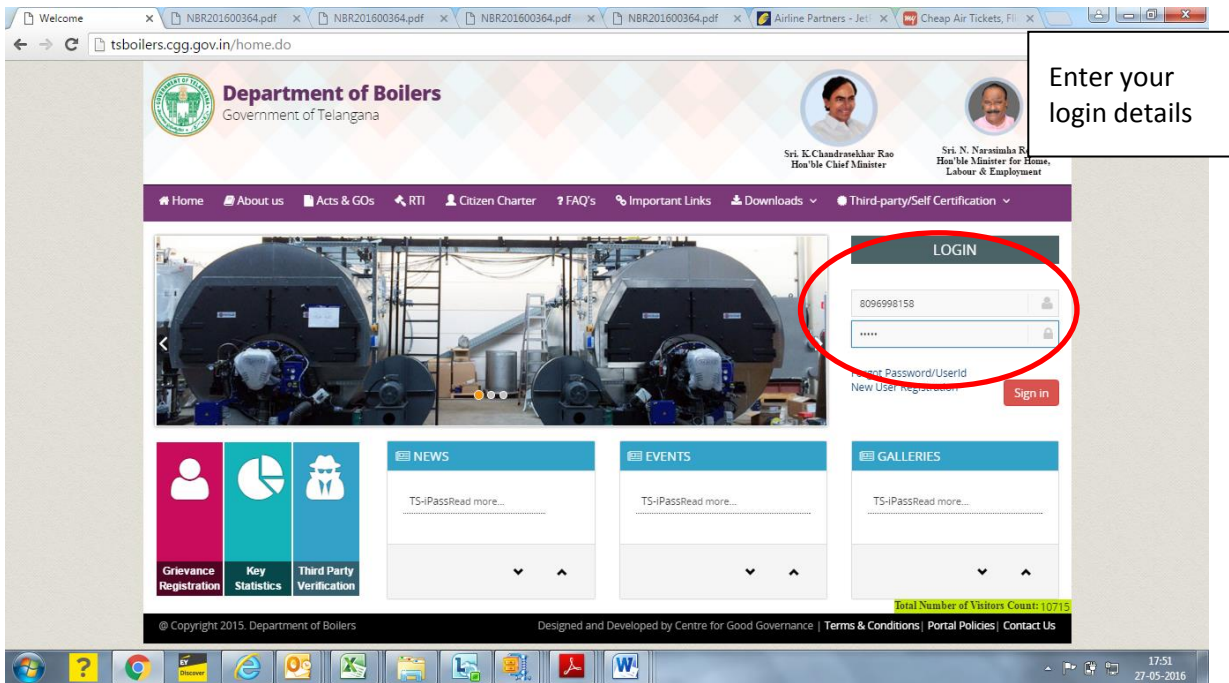 Welcome
NBR201600364.pdf
NBR201600364.pdf
NBR201600364.pdf
NBR201600364.pdf
Airline Partners - Jet
Cheap Air Tickets, Fli
tsboilers.cgg.gov.in/home.do
Enter your
login details
Department of Boilers
Government of Telangana
Sri. K.Chandrasekhar Rao
Hon'ble Chief Minister
Sri. N. Narasimha Re
Hon'ble Minister for Home,
Labour & Employment
Home About us Acts & GOs RTI Citizen Charter ? FAQ's Important Links Downloads Third-party/Self Certification
LOGIN
8096998158
•••••
Forgot Password/UserId
New User Registration
Sign in
NEWS
TS-iPassRead more...
EVENTS
TS-iPassRead more...
GALLERIES
TS-iPassRead more...
Grievance
Registration
Key
Statistics
Third Party
Verification
Total Number of Visitors Count: 10715
@ Copyright 2015. Department of Boilers
Designed and Developed by Centre for Good Governance | Terms & Conditions| Portal Policies| Contact Us
?
EY
Discover
17:51
27-05-2016